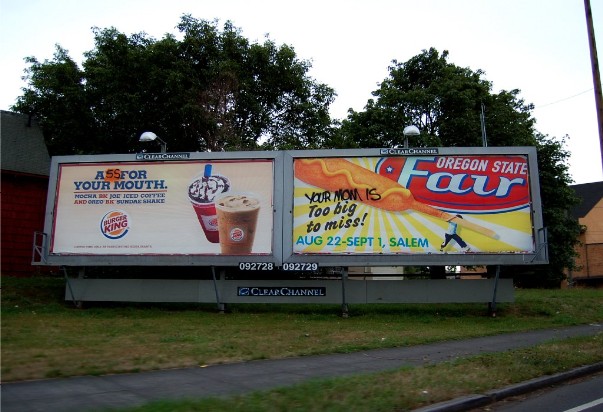 CLEARCHANNEL
A55 FOR
YOUR MOUTH.
MOCHA BK JOE ICED COFFEE
AND OREO BK SUNDAE SHAKE
BURGER
KING
CLEARCHANNEL
OREGON STATE
Fair
YOUR MOM IS
Too big
to miss!
AUG 22-SEPT 1, SALEM
092728 092729
CLEARCHANNEL